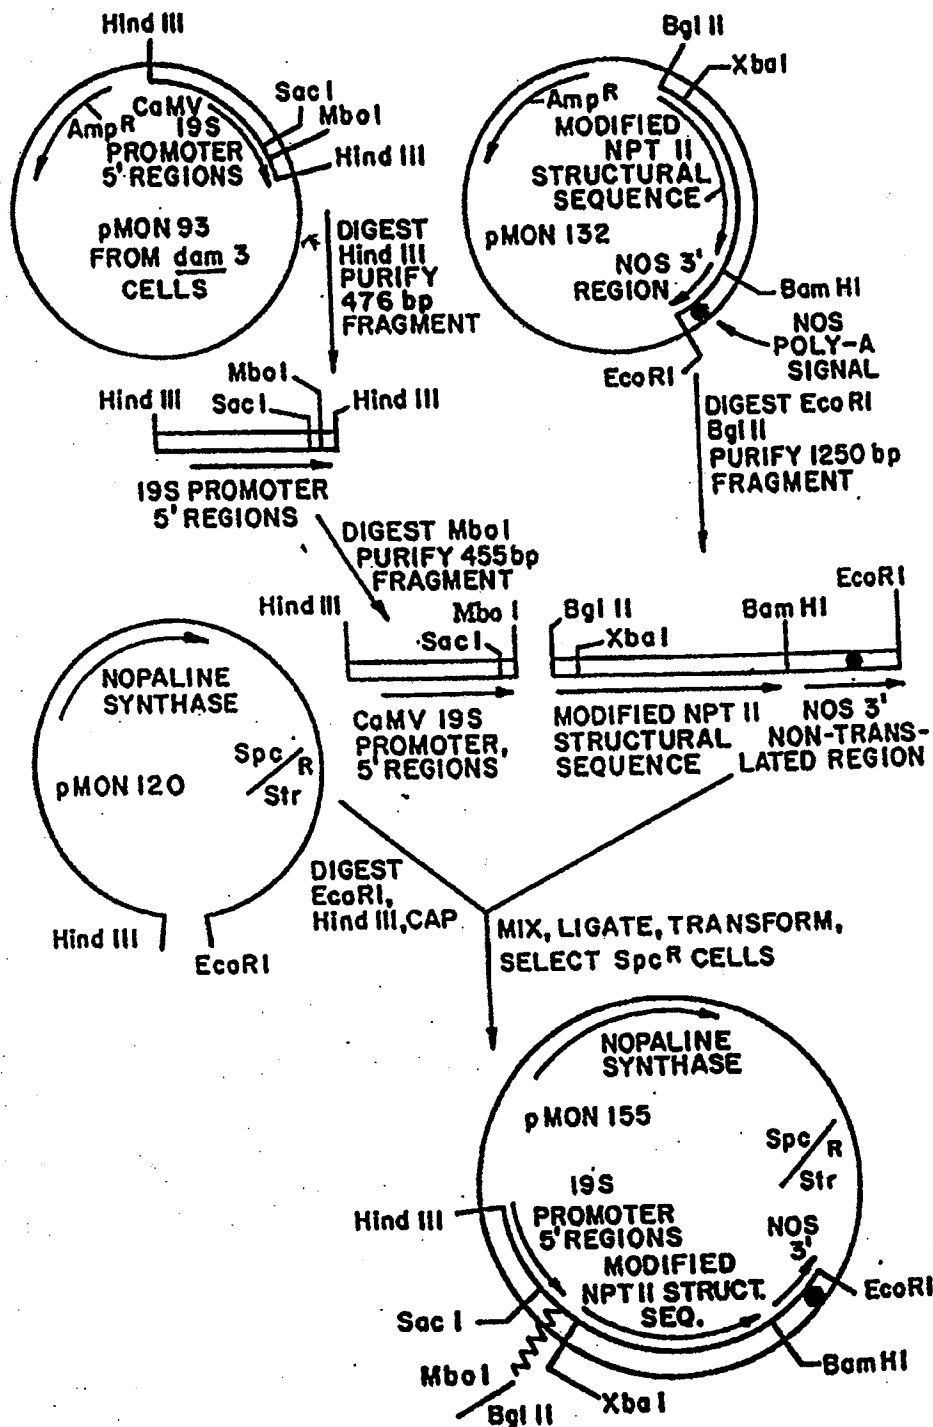 Hind III
CaMV
19S
PROMOTER
5' REGIONS
Amp R
Sac I
Mbo I
Hind III
pMON 93
FROM dam 3
CELLS
DIGEST
Hind III
PURIFY
476 bp
FRAGMENT
Bgl II
Xba I
Amp R
MODIFIED
NPT II
STRUCTURAL
SEQUENCE
pMON 132
NOS 3'
REGION
Bam HI
NOS
POLY-A
SIGNAL
EcoRI
DIGEST Eco RI
Bgl II
PURIFY 1250 bp
FRAGMENT
Hind III
Sac I
Mbo I
Hind III
19S PROMOTER
5' REGIONS
DIGEST Mbo I
PURIFY 455 bp
FRAGMENT
Hind III
Sac I
Mbo I
CaMV 19S
PROMOTER,
5' REGIONS
Bgl II
Xba I
Bam HI
EcoRI
MODIFIED NPT II
STRUCTURAL
SEQUENCE
NOS 3'
NON-TRANS-
LATED REGION
NOPALINE
SYNTHASE
pMON 120
Spc
R
Str
Hind III
EcoRI
DIGEST
EcoRI,
Hind III, CAP
MIX, LIGATE, TRANSFORM,
SELECT Spc R CELLS
NOPALINE
SYNTHASE
pMON 155
Spc
R
Str
19S
PROMOTER
5' REGIONS
MODIFIED
NPT II STRUCT.
SEQ.
NOS
3'
Hind III
Sac I
Mbo I
Bgl II
Xba I
Bam HI
EcoRI